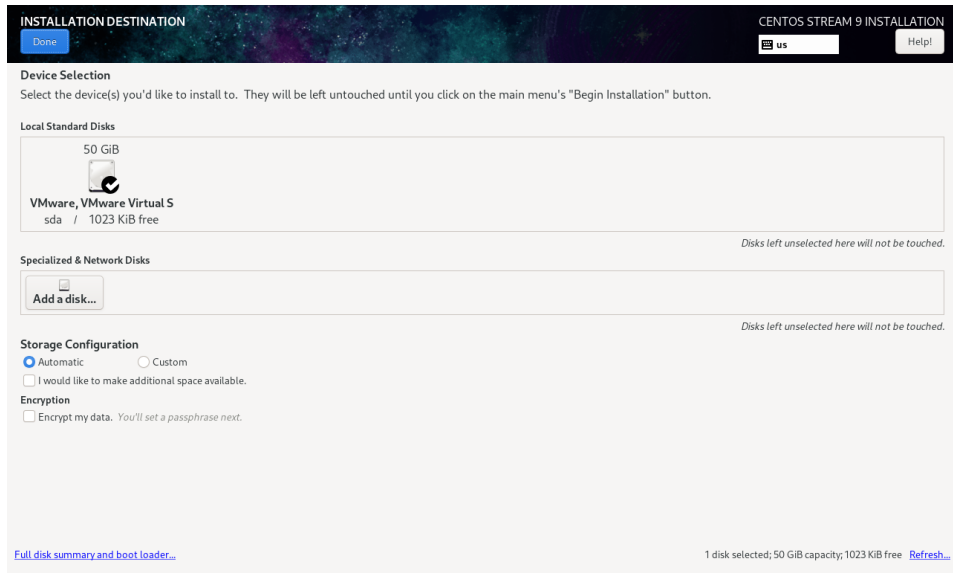 INSTALLATION DESTINATION
CENTOS STREAM 9 INSTALLATION
Done
us
Help!
Device Selection
Select the device(s) you'd like to install to. They will be left untouched until you click on the main menu's "Begin Installation" button.
Local Standard Disks
50 GiB
VMware, VMware Virtual S
sda / 1023 KiB free
Disks left unselected here will not be touched.
Specialized & Network Disks
Add a disk...
Disks left unselected here will not be touched.
Storage Configuration
Automatic Custom
I would like to make additional space available.
Encryption
Encrypt my data. You'll set a passphrase next.
Full disk summary and boot loader... 1 disk selected; 50 GiB capacity; 1023 KiB free Refresh...